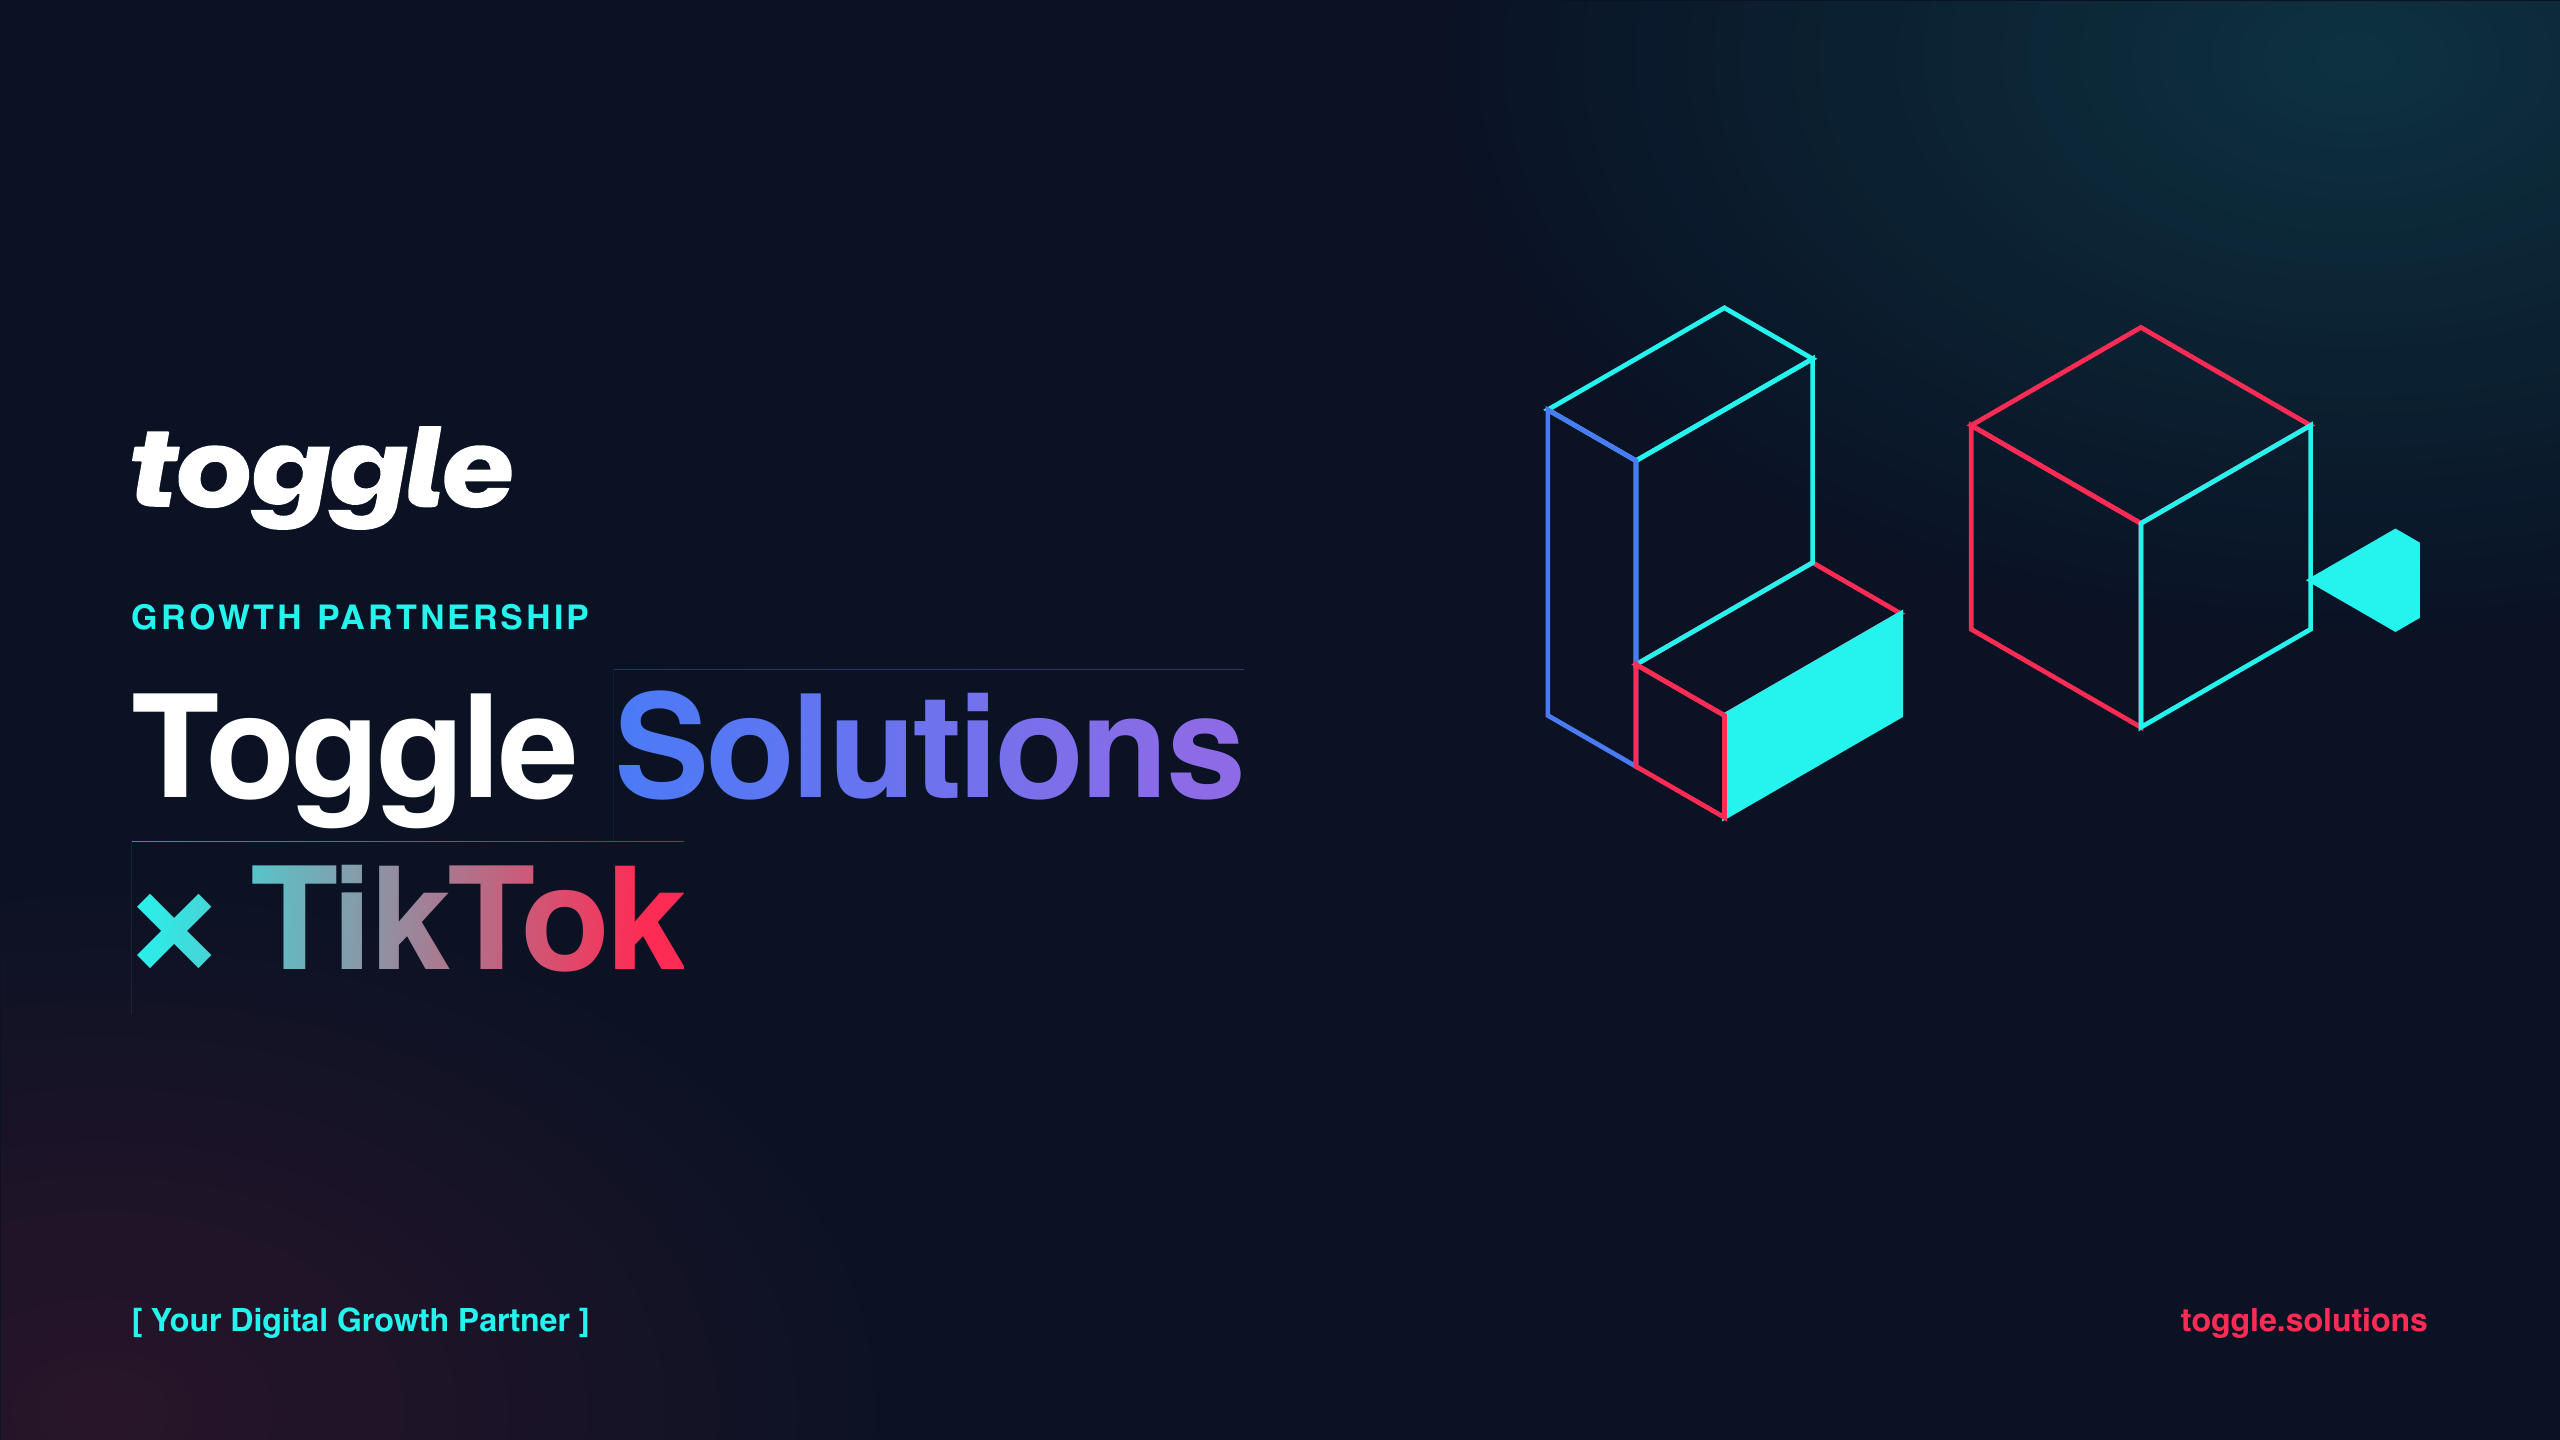 toggle
GROWTH PARTNERSHIP
Toggle Solutions
× TikTok
[ Your Digital Growth Partner ]
toggle.solutions